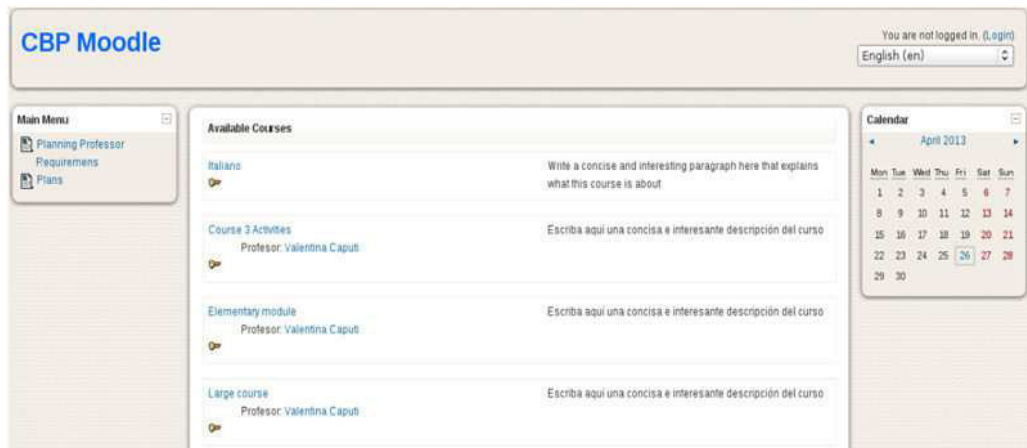 CBP Moodle
You are not logged in. (Login)
English (en)
Main Menu
Planning Professor
Requiremens
Plans
Available Courses
Italiano
Write a concise and interesting paragraph here that explains
what this course is about
Course 3 Activities
Escriba aquí una concisa e interesante descripción del curso
Profesor: Valentina Caputi
Elementary module
Escriba aquí una concisa e interesante descripción del curso
Profesor: Valentina Caputi
Large course
Escriba aquí una concisa e interesante descripción del curso
Profesor: Valentina Caputi
Calendar
April 2013
Mon Tue Wed Thu Fri Sat Sun
1 2 3 4 5 6 7
8 9 10 11 12 13 14
15 16 17 18 19 20 21
22 23 24 25 26 27 28
29 30